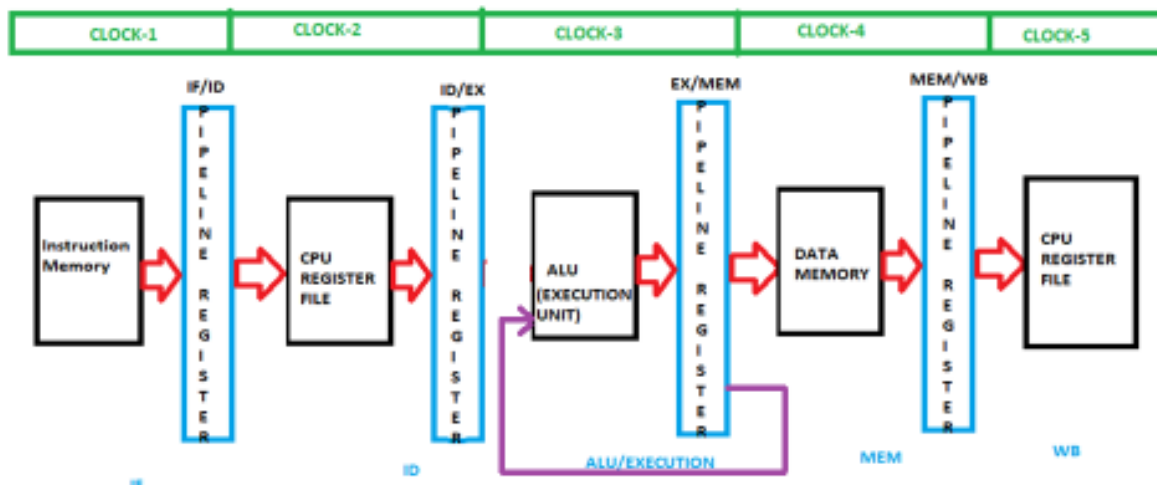 CLOCK-1
CLOCK-2
CLOCK-3
CLOCK-4
CLOCK-5
IF/ID
ID/EX
EX/MEM
MEM/WB
PIPELINE REGISTER
PIPELINE REGISTER
PIPELINE REGISTER
PIPELINE REGISTER
Instruction
Memory
CPU
REGISTER
FILE
ALU
(EXECUTION
UNIT)
DATA
MEMORY
CPU
REGISTER
FILE
ID
ALU/EXECUTION
MEM
WB